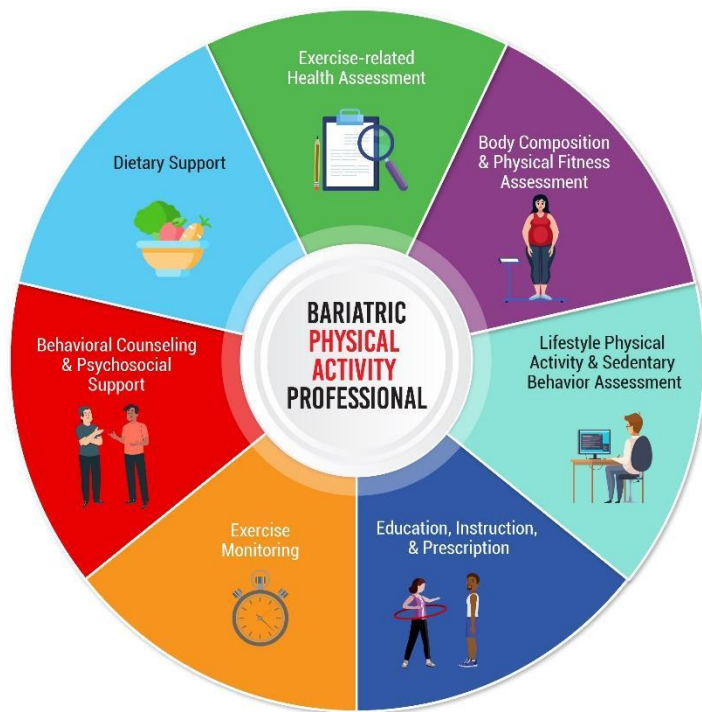 Exercise-related
Health Assessment
Body Composition
& Physical Fitness
Assessment
Lifestyle Physical
Activity & Sedentary
Behavior Assessment
Education, Instruction,
& Prescription
Exercise
Monitoring
Behavioral Counseling
& Psychosocial
Support
Dietary Support
BARIATRIC
PHYSICAL
ACTIVITY
PROFESSIONAL